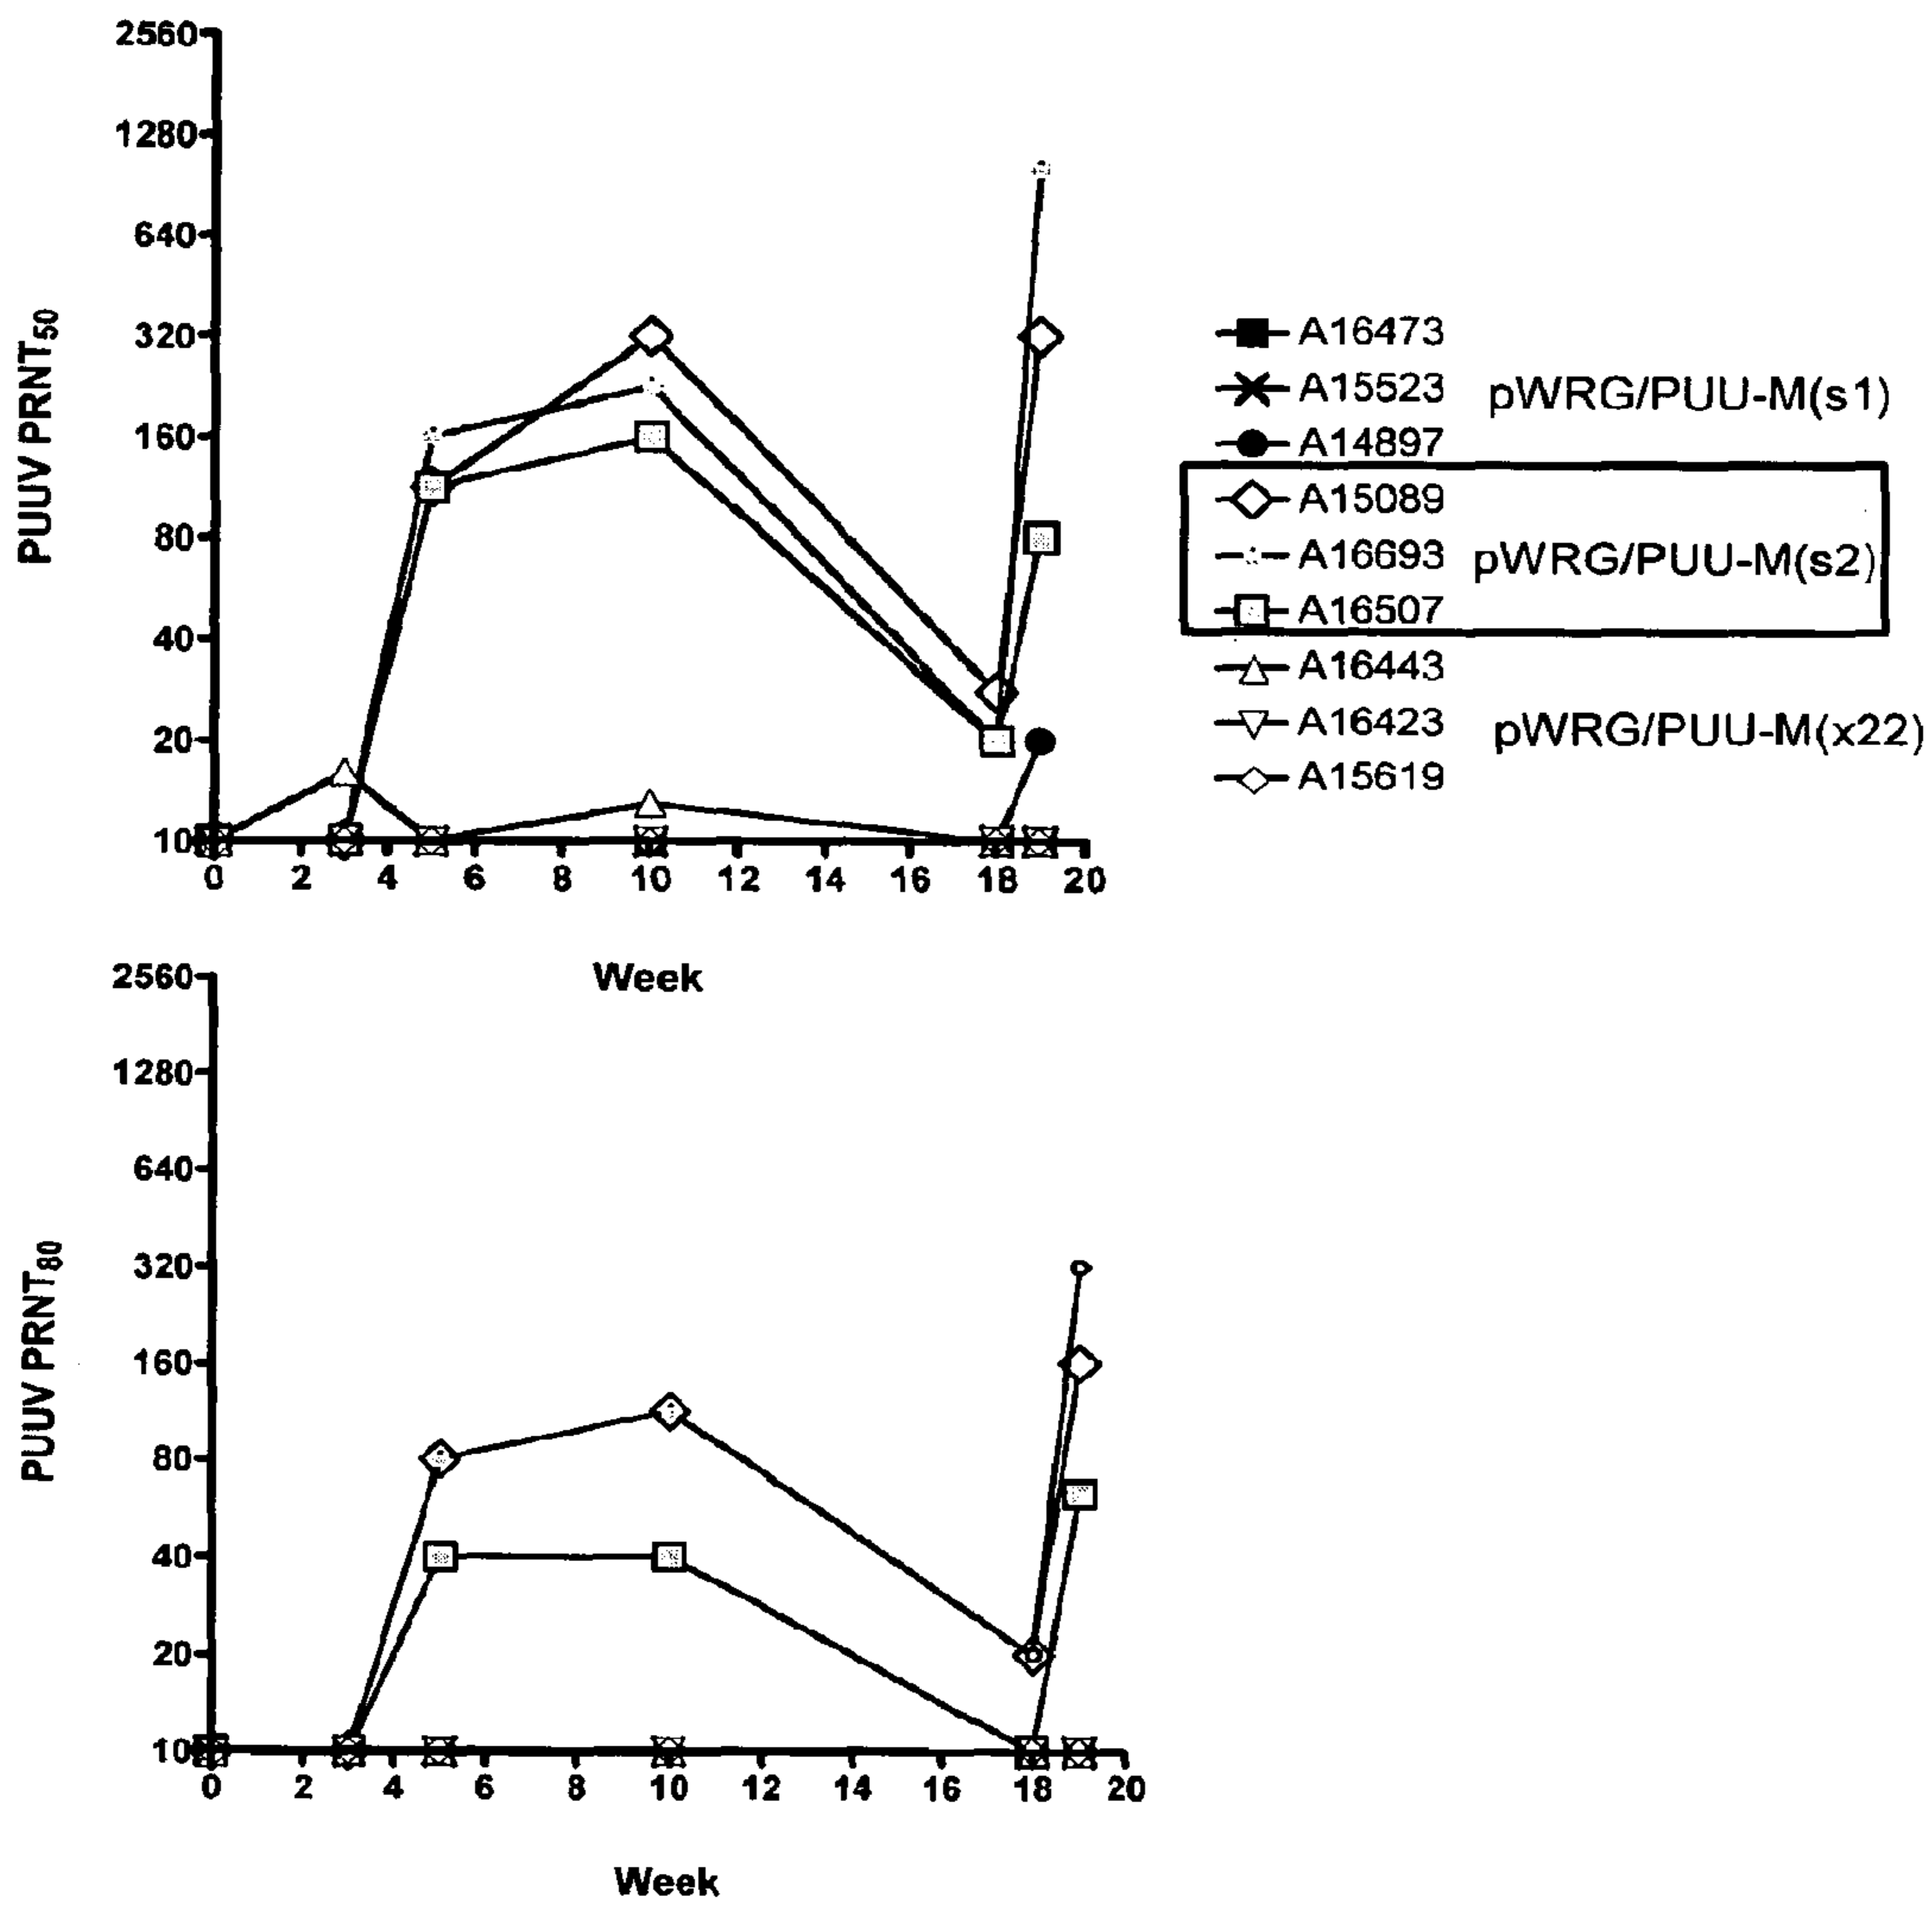 2560
1280
640
320
160
80
40
20
10
PUUV PRNT50
0 2 4 6 8 10 12 14 16 18 20
Week
A16473
A15523
A14897
pWRG/PUU-M(s1)
A15089
A16693
A16507
pWRG/PUU-M(s2)
A16443
A16423
A15619
pWRG/PUU-M(x22)
2560
1280
640
320
160
80
40
20
10
PUUV PRNT80
0 2 4 6 8 10 12 14 16 18 20
Week